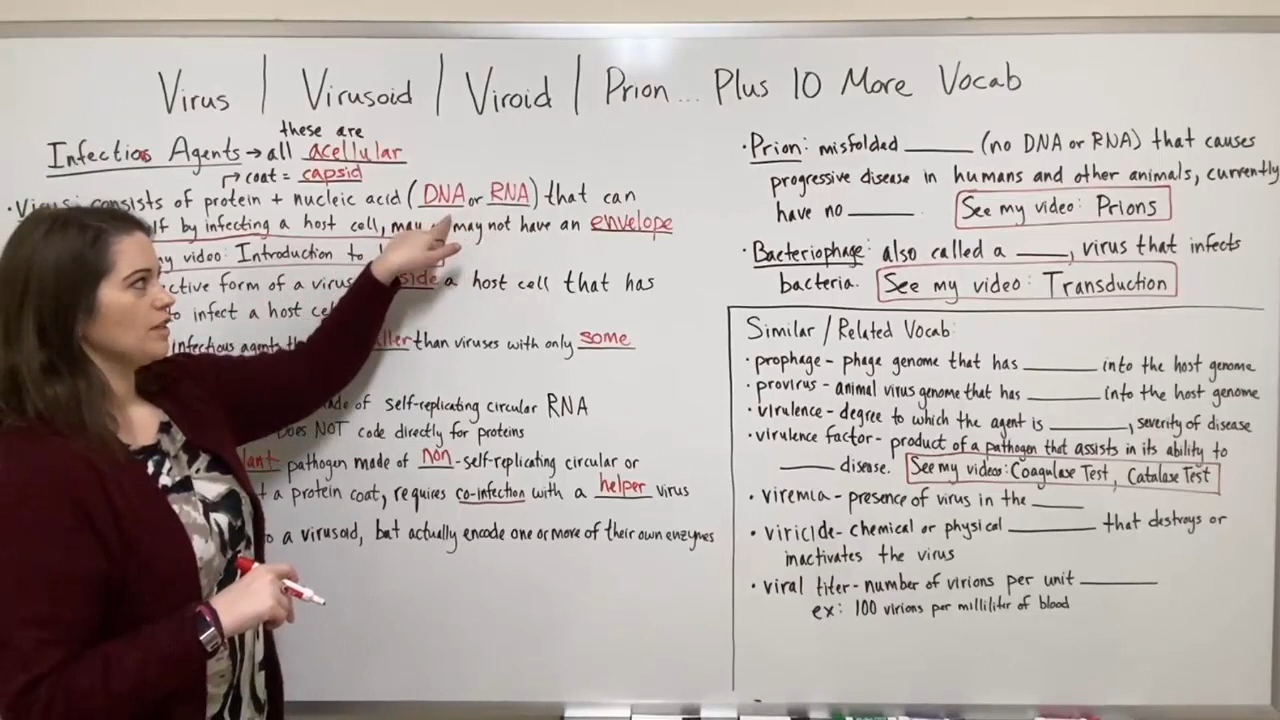 Virus | Virusoid | Viroid | Prion... Plus 10 More Vocab
these are
Infectios Agents → all acellular
↱ coat = capsid
• Virus: consists of protein + nucleic acid (DNA or RNA) that can
self by infecting a host cell, may may not have an envelope
my video: Introduction to
ctive form of a virus side a host cell that has
to infect a host
infectious agents than viruses with only some
made of self-replicating circular RNA
Does NOT code directly for proteins
pathogen made of non-self-replicating circular or
a protein coat, requires co-infection with a helper virus
to a virusoid, but actually encode one or more of their own enzymes
• Prion: misfolded ______ (no DNA or RNA) that causes
progressive disease in humans and other animals, currently
have no ______. See my video: Prions
• Bacteriophage: also called a _____, virus that infects
bacteria. See my video: Transduction
Similar/Related Vocab:
• prophage - phage genome that has ______ into the host genome
• provirus - animal virus genome that has ______ into the host genome
• virulence - degree to which the agent is ______, severity of disease
• virulence factor - product of a pathogen that assists in its ability to
_____ disease. See my videos: Coagulase Test, Catalase Test
• viremia - presence of virus in the _____
• viricide - chemical or physical ______ that destroys or
inactivates the virus
• viral titer - number of virions per unit ______
ex: 100 virions per milliliter of blood